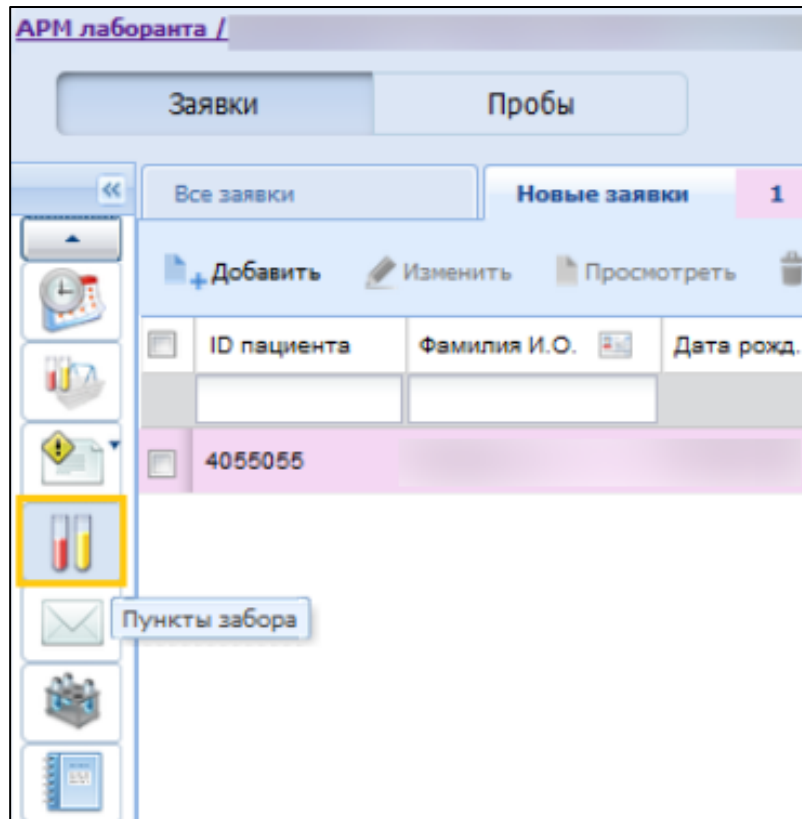 АРМ лаборанта /
Заявки Пробы
Все заявки Новые заявки 1
Добавить Изменить Просмотреть
ID пациента Фамилия И.О. Дата рожд.
4055055
Пункты забора